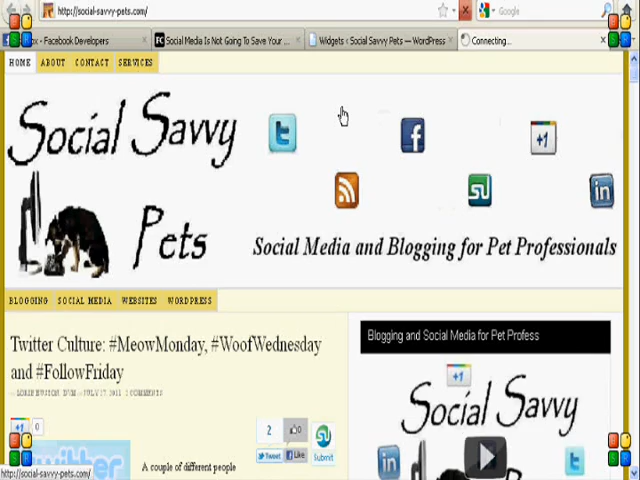 http://social-savvy-pets.com/
Google
Facebook Developers
Social Media Is Not Going To Save Your ...
Widgets ‹ Social Savvy Pets — WordPress
Connecting...
HOME ABOUT CONTACT SERVICES
Social Savvy
Pets
+1
in
Social Media and Blogging for Pet Professionals
BLOGGING SOCIAL MEDIA WEBSITES WORDPRESS
Twitter Culture: #MeowMonday, #WoofWednesday
and #FollowFriday
Blogging and Social Media for Pet Profess
+1
Social Savvy
+1 0
2
Tweet
Like
Submit
in
twitter
A couple of different people
http://social-savvy-pets.com/